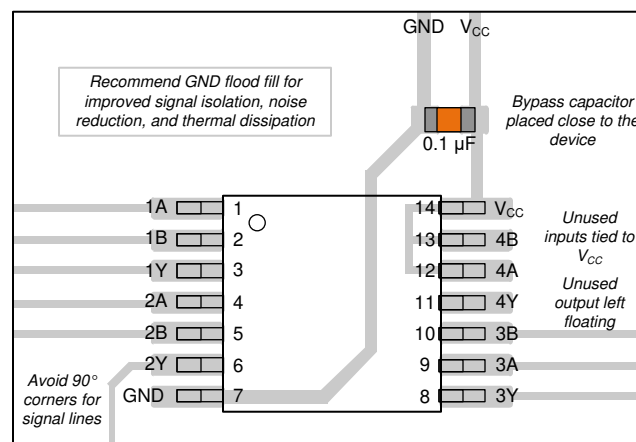 GND VCC
Recommend GND flood fill for
improved signal isolation, noise
reduction, and thermal dissipation
Bypass capacitor
placed close to the
device
0.1 µF
1A 1 14 VCC
1B 2 13 4B
1Y 3 12 4A
2A 4 11 4Y
2B 5 10 3B
2Y 6 9 3A
GND 7 8 3Y
Unused
inputs tied to
VCC
Unused
output left
floating
Avoid 90°
corners for
signal lines